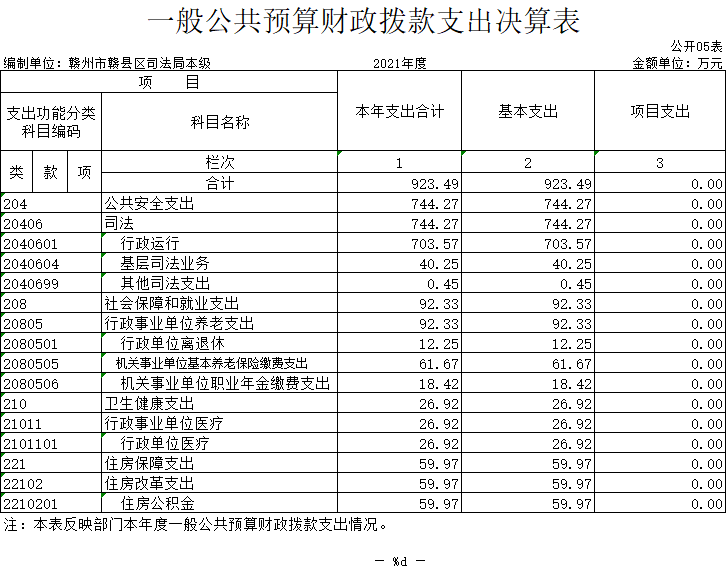 一般公共预算财政拨款支出决算表
公开05表
编制单位：赣州市赣县区司法局本级 2021年度 金额单位：万元
项 目 本年支出合计 基本支出 项目支出
支出功能分类科目编码 科目名称
类 款 项 栏次 1 2 3
合计 923.49 923.49 0.00
204 公共安全支出 744.27 744.27 0.00
20406 司法 744.27 744.27 0.00
2040601 行政运行 703.57 703.57 0.00
2040604 基层司法业务 40.25 40.25 0.00
2040699 其他司法支出 0.45 0.45 0.00
208 社会保障和就业支出 92.33 92.33 0.00
20805 行政事业单位养老支出 92.33 92.33 0.00
2080501 行政单位离退休 12.25 12.25 0.00
2080505 机关事业单位基本养老保险缴费支出 61.67 61.67 0.00
2080506 机关事业单位职业年金缴费支出 18.42 18.42 0.00
210 卫生健康支出 26.92 26.92 0.00
21011 行政事业单位医疗 26.92 26.92 0.00
2101101 行政单位医疗 26.92 26.92 0.00
221 住房保障支出 59.97 59.97 0.00
22102 住房改革支出 59.97 59.97 0.00
2210201 住房公积金 59.97 59.97 0.00
注：本表反映部门本年度一般公共预算财政拨款支出情况。
— %d —